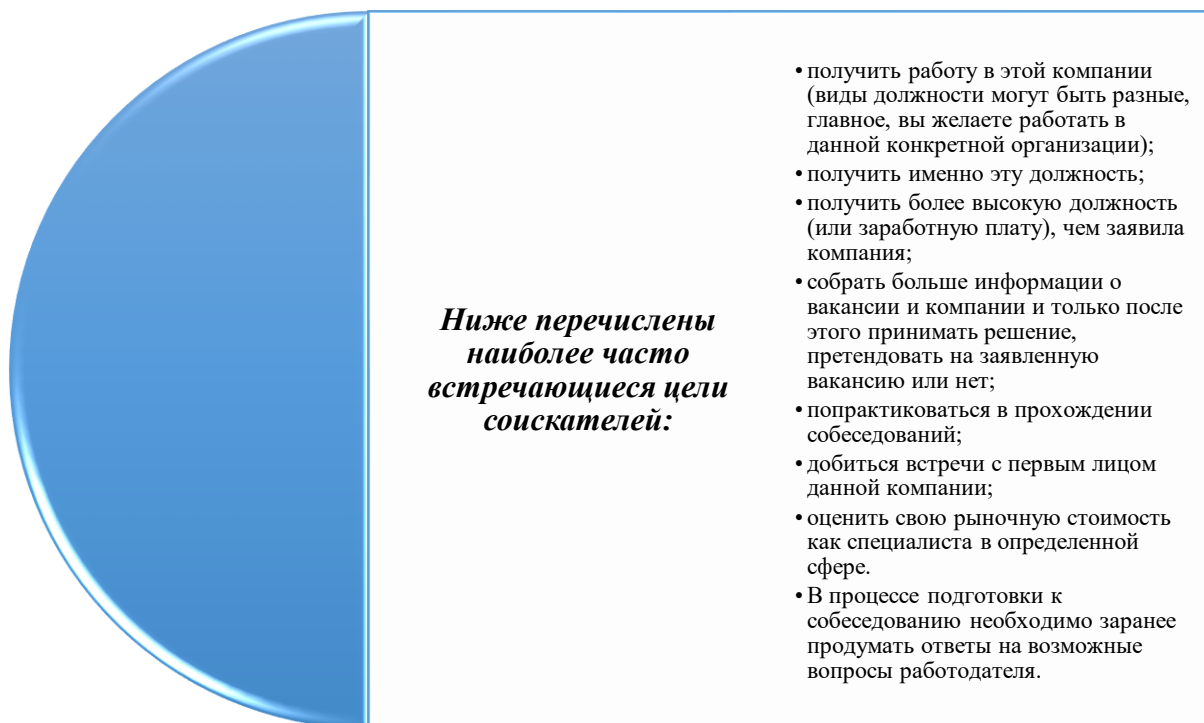 Ниже перечислены
наиболее часто
встречающиеся цели
соискателей:
• получить работу в этой компании
(виды должности могут быть разные,
главное, вы желаете работать в
данной конкретной организации);
• получить именно эту должность;
• получить более высокую должность
(или заработную плату), чем заявила
компания;
• собрать больше информации о
вакансии и компании и только после
этого принимать решение,
претендовать на заявленную
вакансию или нет;
• попрактиковаться в прохождении
собеседований;
• добиться встречи с первым лицом
данной компании;
• оценить свою рыночную стоимость
как специалиста в определенной
сфере.
• В процессе подготовки к
собеседованию необходимо заранее
продумать ответы на возможные
вопросы работодателя.